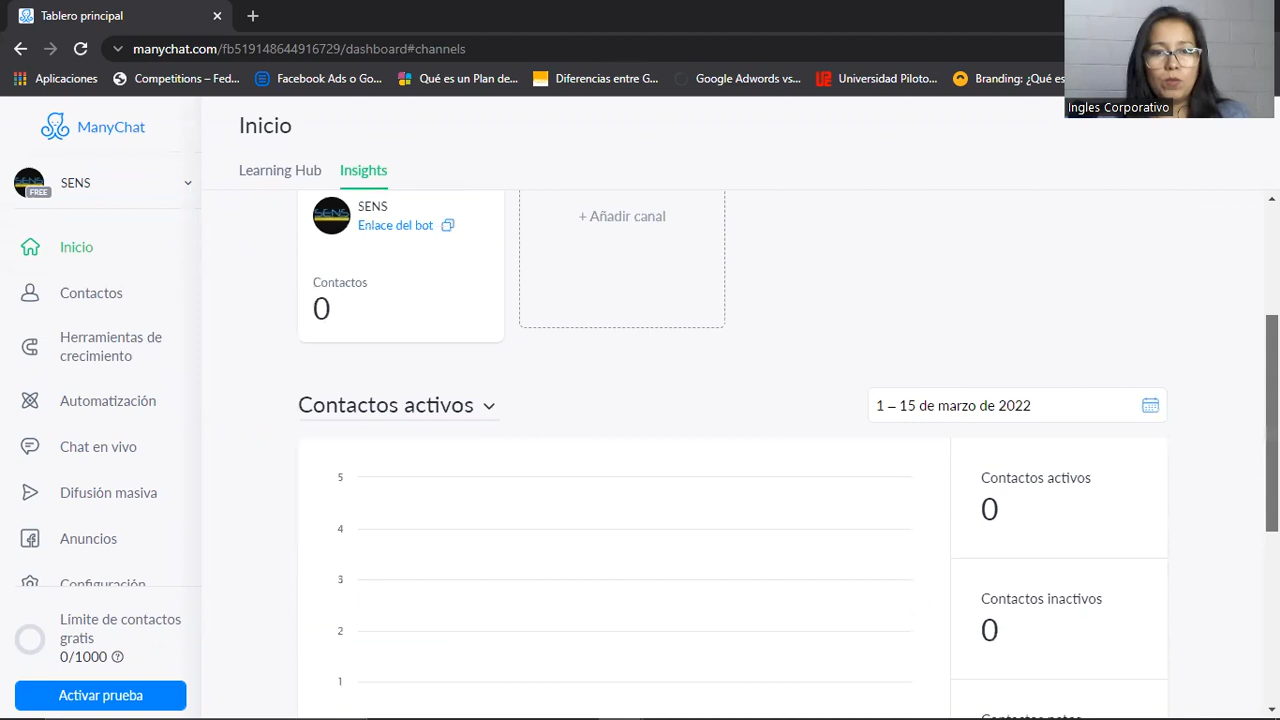 Tablero principal
manychat.com/fb519148644916729/dashboard#channels
Aplicaciones
Competitions – Fed...
Facebook Ads o Go...
Qué es un Plan de...
Diferencias entre G...
Google Adwords vs...
Universidad Photo...
Branding: ¿Qué es
Ingles Corporativo
ManyChat
SENS
FREE
Inicio
Contactos
Herramientas de
crecimiento
Automatización
Chat en vivo
Difusión masiva
Anuncios
Configuración
Límite de contactos
gratis
0/1000
Activar prueba
Inicio
Learning Hub
Insights
SENS
SENS
Enlace del bot
Contactos
0
+ Añadir canal
Contactos activos
1 – 15 de marzo de 2022
5
4
3
2
1
Contactos activos
0
Contactos inactivos
0